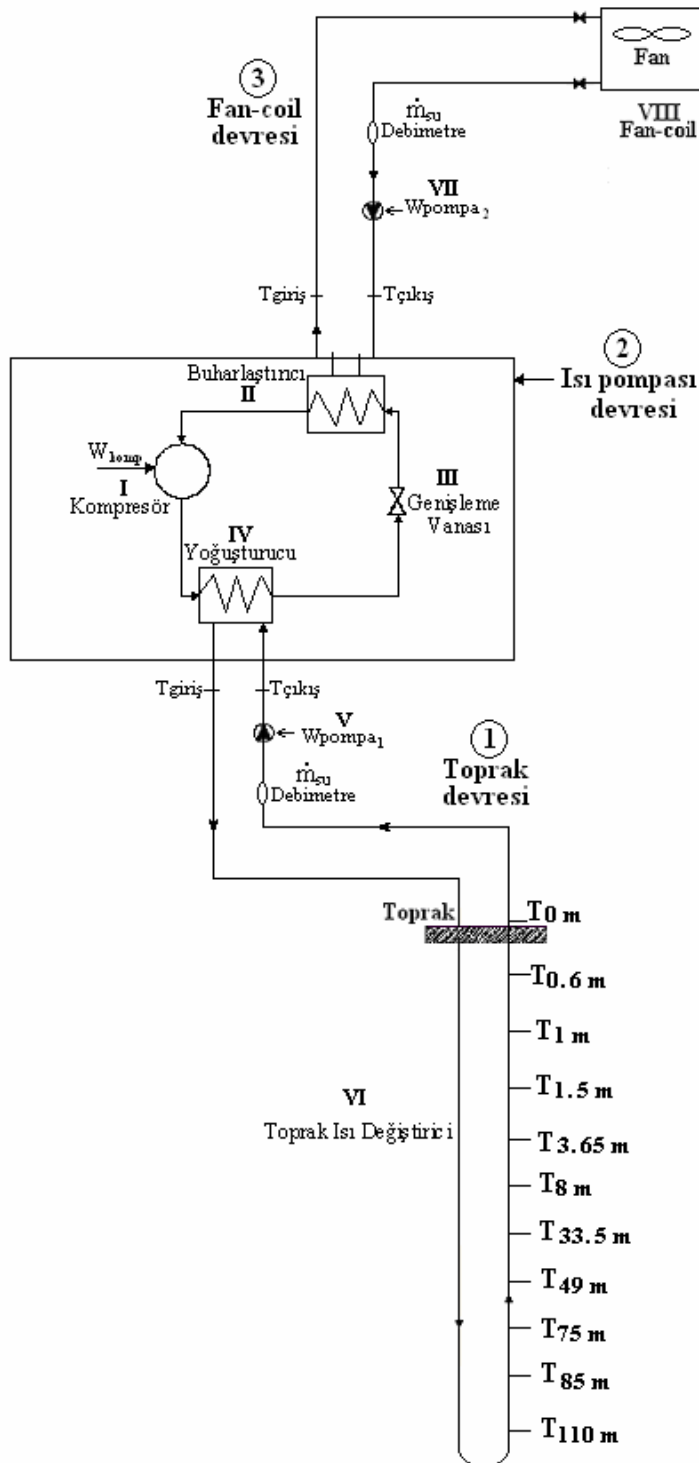 Fan
VIII
Fan-coil
3
Fan-coil
devresi
ṁsu
Debimetre
VII
Wpompa2
Tgiriş
Tçıkış
2
Isı pompası
devresi
Buharlaştırıcı
II
Wkomp
I
Kompresör
III
Genişleme
Vanası
IV
Yoğuşturucu
Tgiriş
Tçıkış
V
Wpompa1
ṁsu
Debimetre
1
Toprak
devresi
Toprak
T0 m
T0.6 m
T1 m
T1.5 m
VI
Toprak Isı Değiştirici
T3.65 m
T8 m
T33.5 m
T49 m
T75 m
T85 m
T110 m